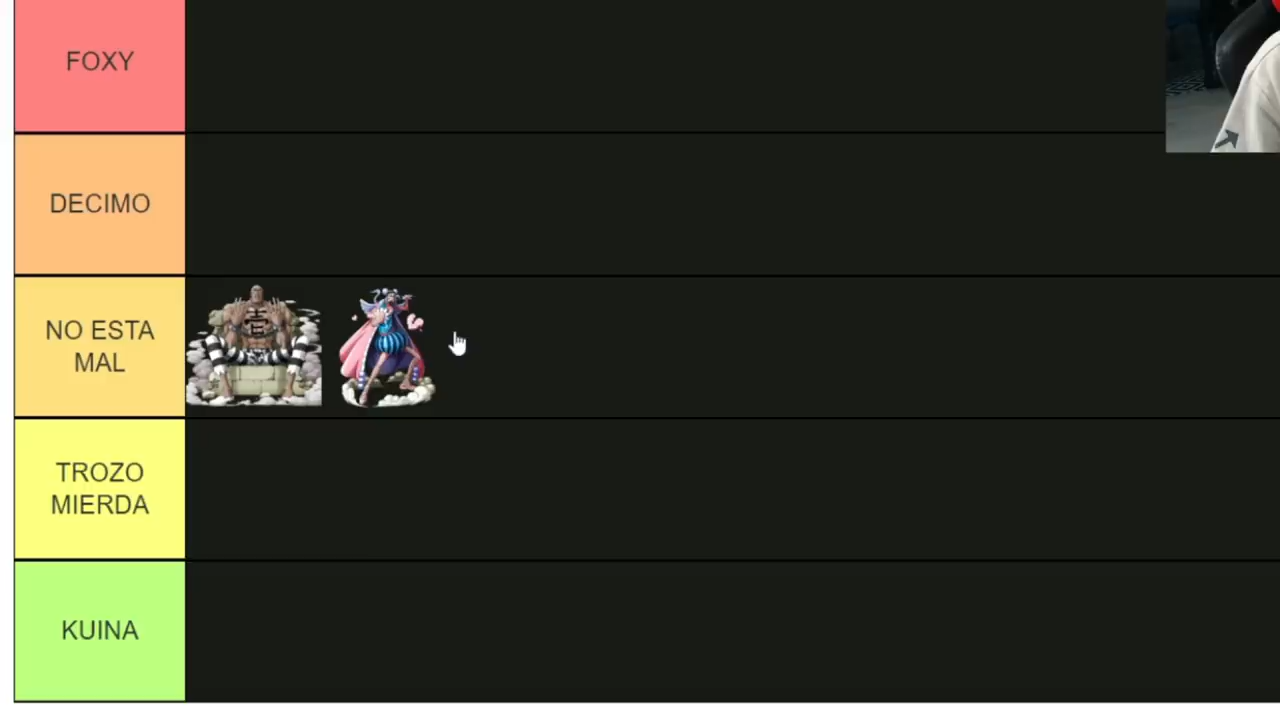 FOXY
DECIMO
NO ESTA
MAL
TROZO
MIERDA
KUINA